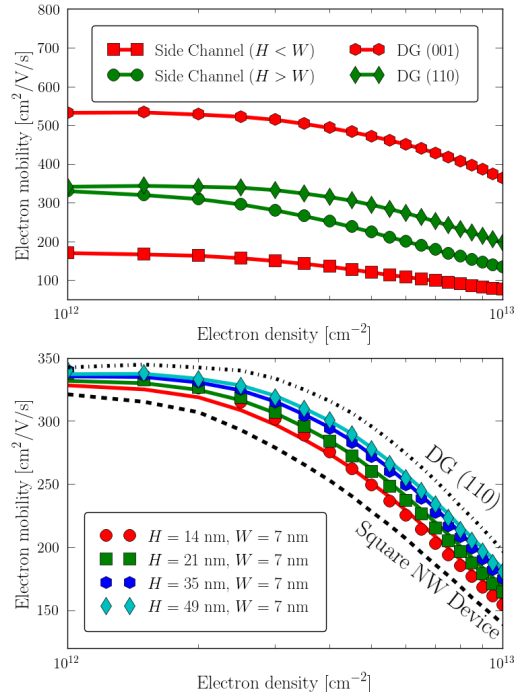 800
700
600
500
400
300
200
100
Electron mobility [cm²/V/s]
Side Channel (H < W)
Side Channel (H > W)
DG (001)
DG (110)
10¹²
10¹³
Electron density [cm⁻²]
350
300
250
200
150
Electron mobility [cm²/V/s]
DG (110)
Square NW Device
H = 14 nm, W = 7 nm
H = 21 nm, W = 7 nm
H = 35 nm, W = 7 nm
H = 49 nm, W = 7 nm
10¹²
10¹³
Electron density [cm⁻²]